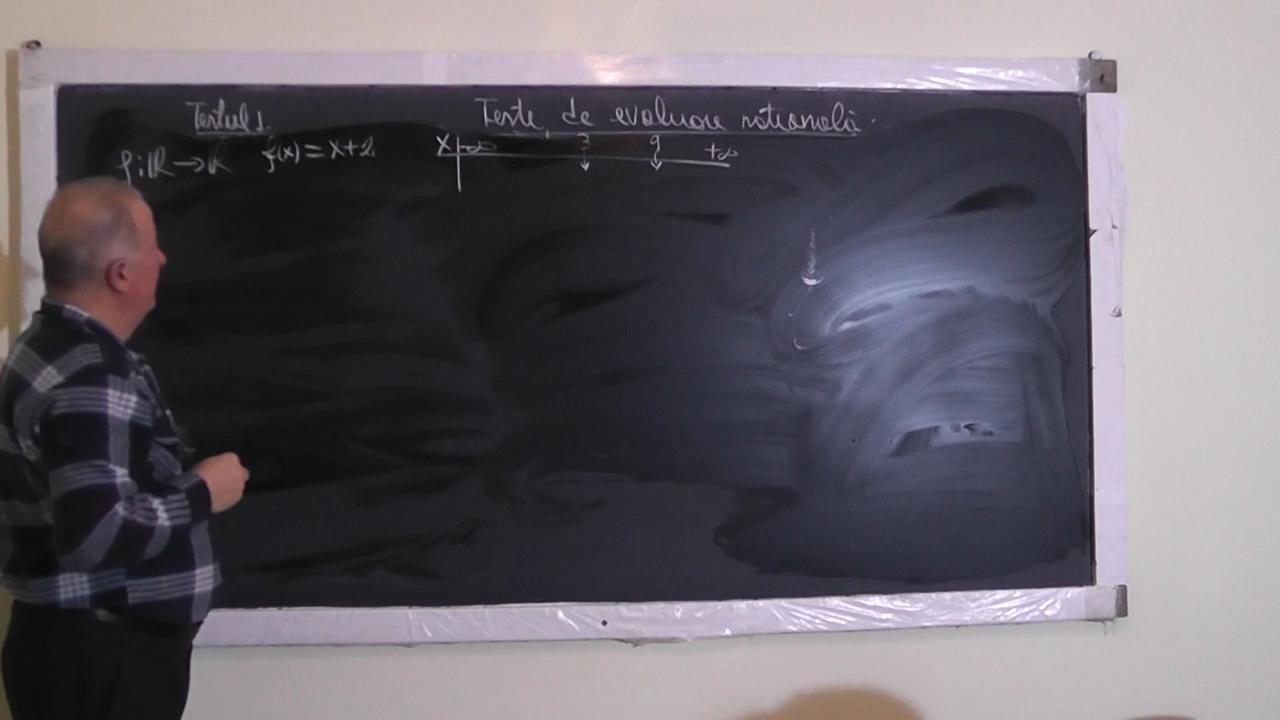 Teste de evaluare națională
Testul 1.
f:ℝ→ℝ f(x)=x+2
x -∞ 3 9 +∞